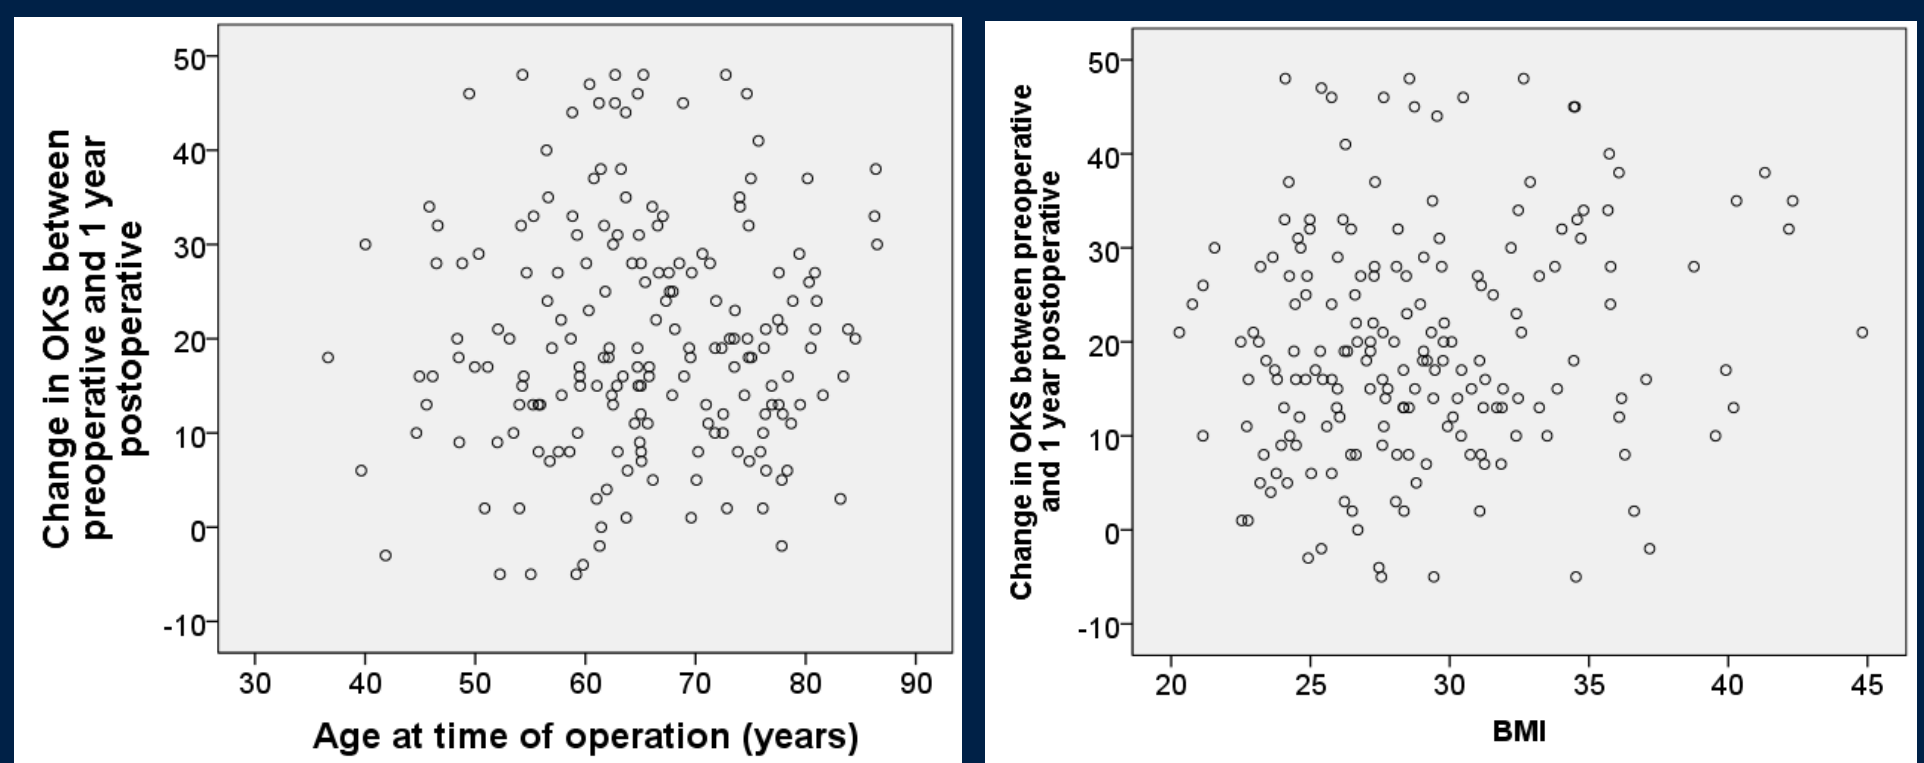 Change in OKS between
preoperative and 1 year
postoperative
50
40
30
20
10
0
-10
30 40 50 60 70 80 90
Age at time of operation (years)
Change in OKS between preoperative
and 1 year postoperative
50
40
30
20
10
0
-10
20 25 30 35 40 45
BMI